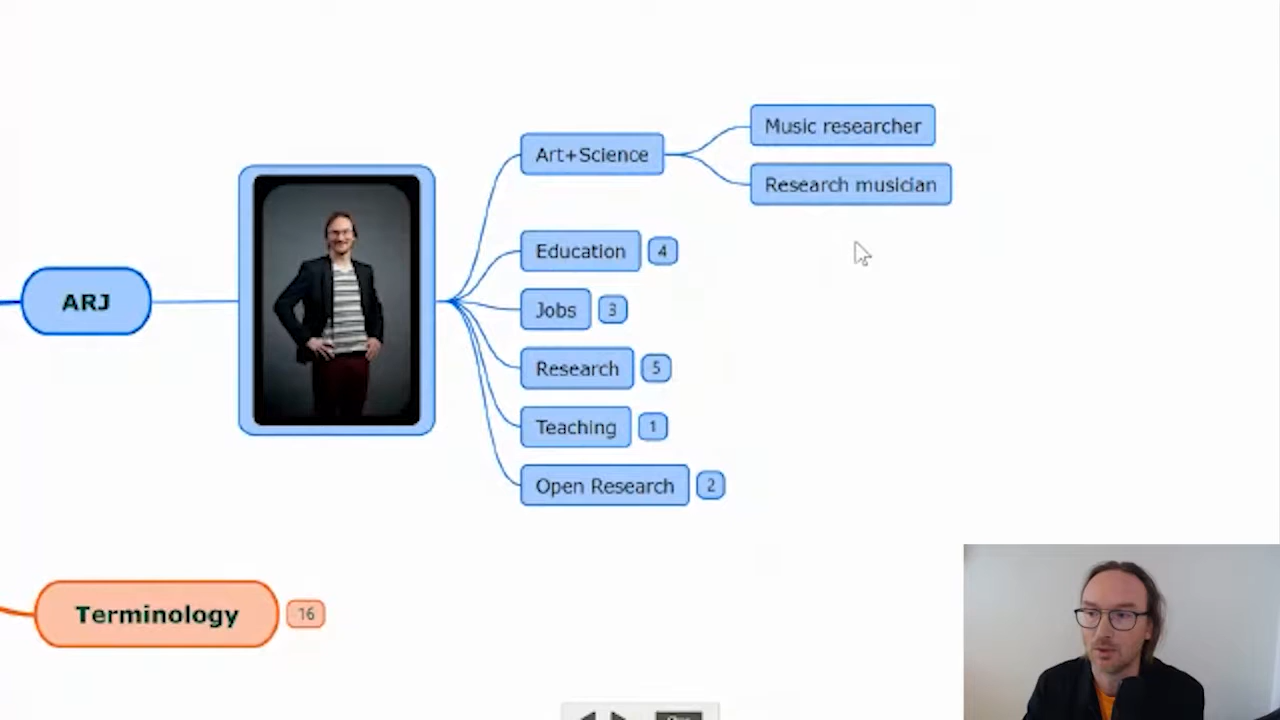 ARJ
Art+Science
Music researcher
Research musician
Education 4
Jobs 3
Research 5
Teaching 1
Open Research 2
Terminology 16